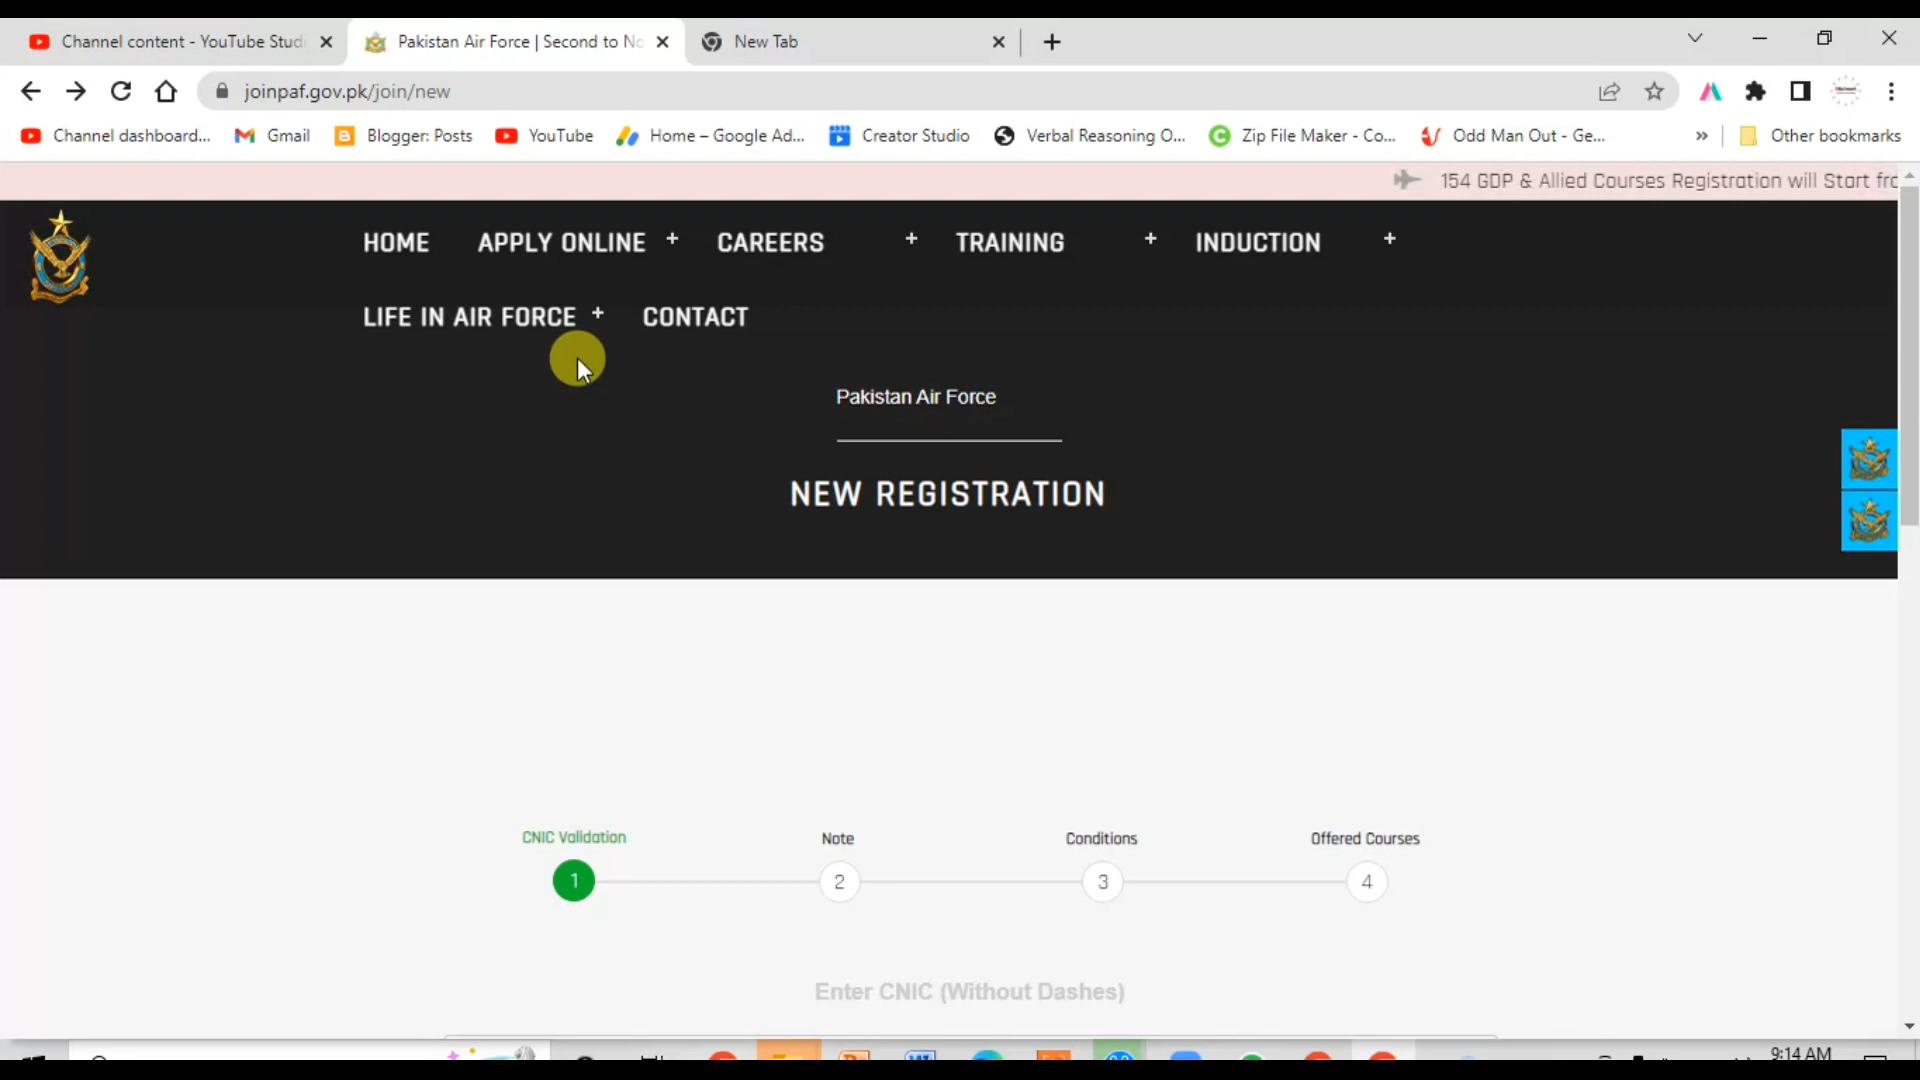 Channel content - YouTube Studi
Pakistan Air Force | Second to No
New Tab
joinpaf.gov.pk/join/new
Channel dashboard...
Gmail
Blogger: Posts
YouTube
Home – Google Ad...
Creator Studio
Verbal Reasoning O...
Zip File Maker - Co...
Odd Man Out - Ge...
»
Other bookmarks
154 GDP & Allied Courses Registration will Start fro
HOME
APPLY ONLINE +
CAREERS +
TRAINING +
INDUCTION +
LIFE IN AIR FORCE +
CONTACT
Pakistan Air Force
NEW REGISTRATION
CNIC Validation
Note
Conditions
Offered Courses
1
2
3
4
Enter CNIC (Without Dashes)
9:14 AM